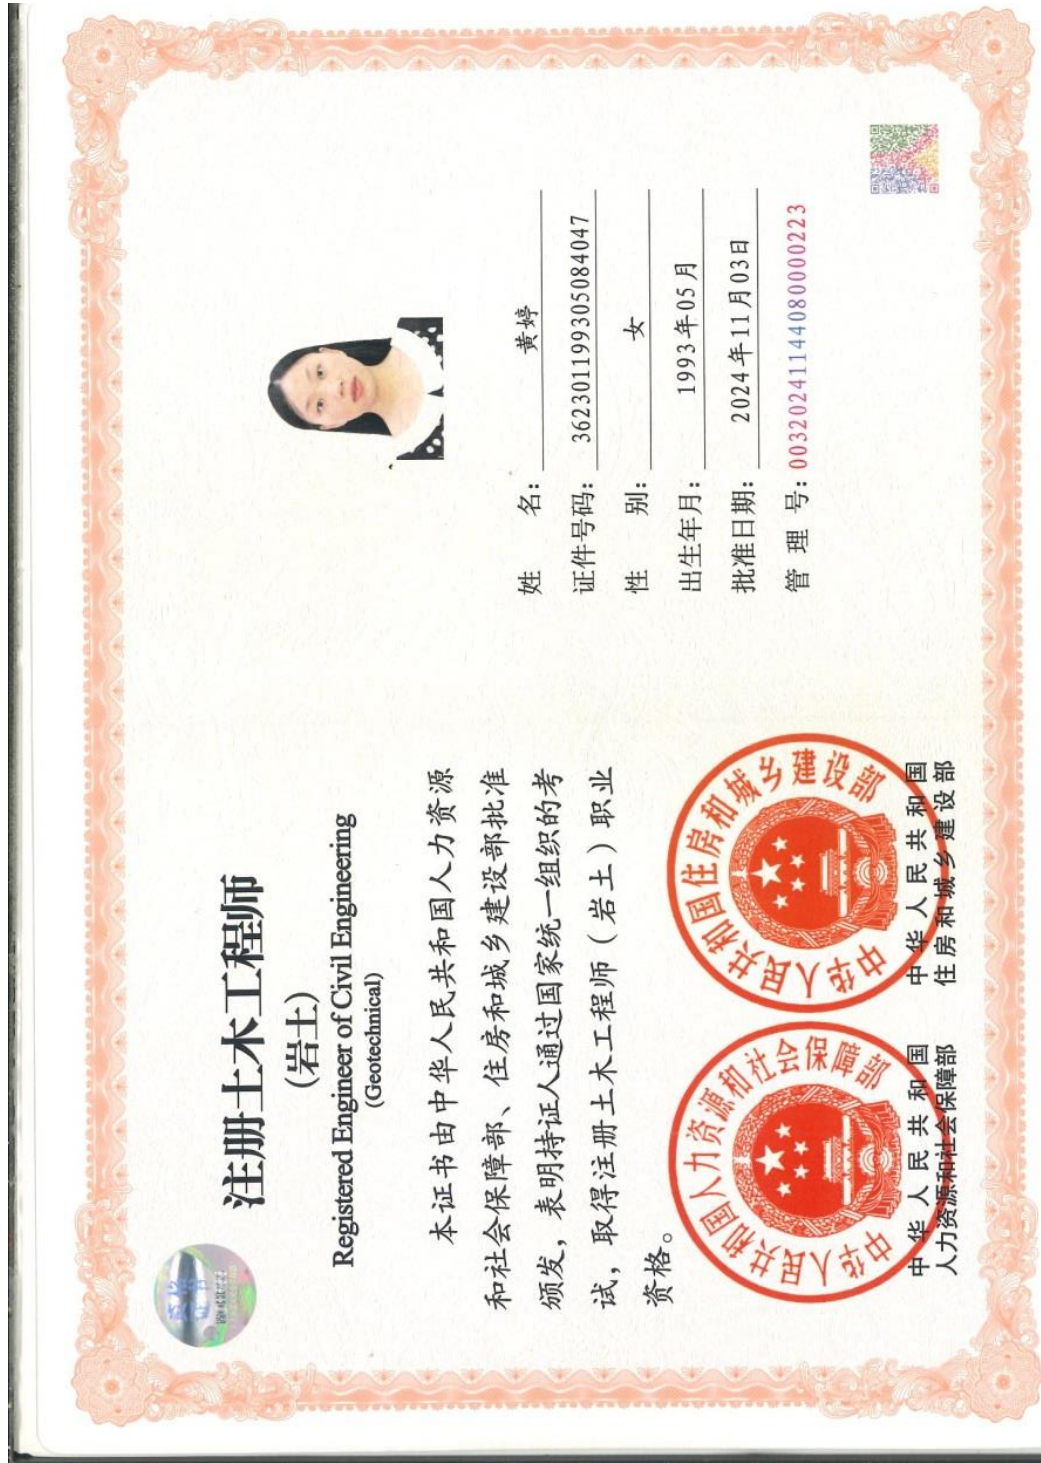 注册土木工程师
（岩土）
Registered Engineer of Civil Engineering
(Geotechnical)
本证书由中华人民共和国人力资源
和社会保障部、住房和城乡建设部批准
颁发，表明持证人通过国家统一组织的考
试，取得注册土木工程师（岩土）职业
资格。
中华人民共和国人力资源和社会保障部
中华人民共和国
人力资源和社会保障部
中华人民共和国住房和城乡建设部
中华人民共和国
住房和城乡建设部
姓 名：黄婷
证件号码：362301199305084047
性 别：女
出生年月：1993年05月
批准日期：2024年11月03日
管 理 号：00320241144080000223